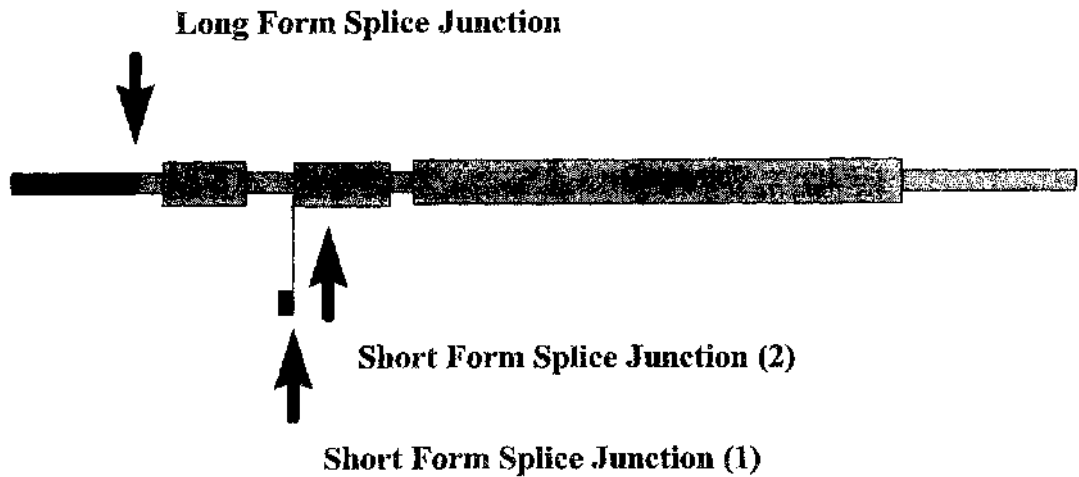 Long Form Splice Junction
Short Form Splice Junction (2)
Short Form Splice Junction (1)